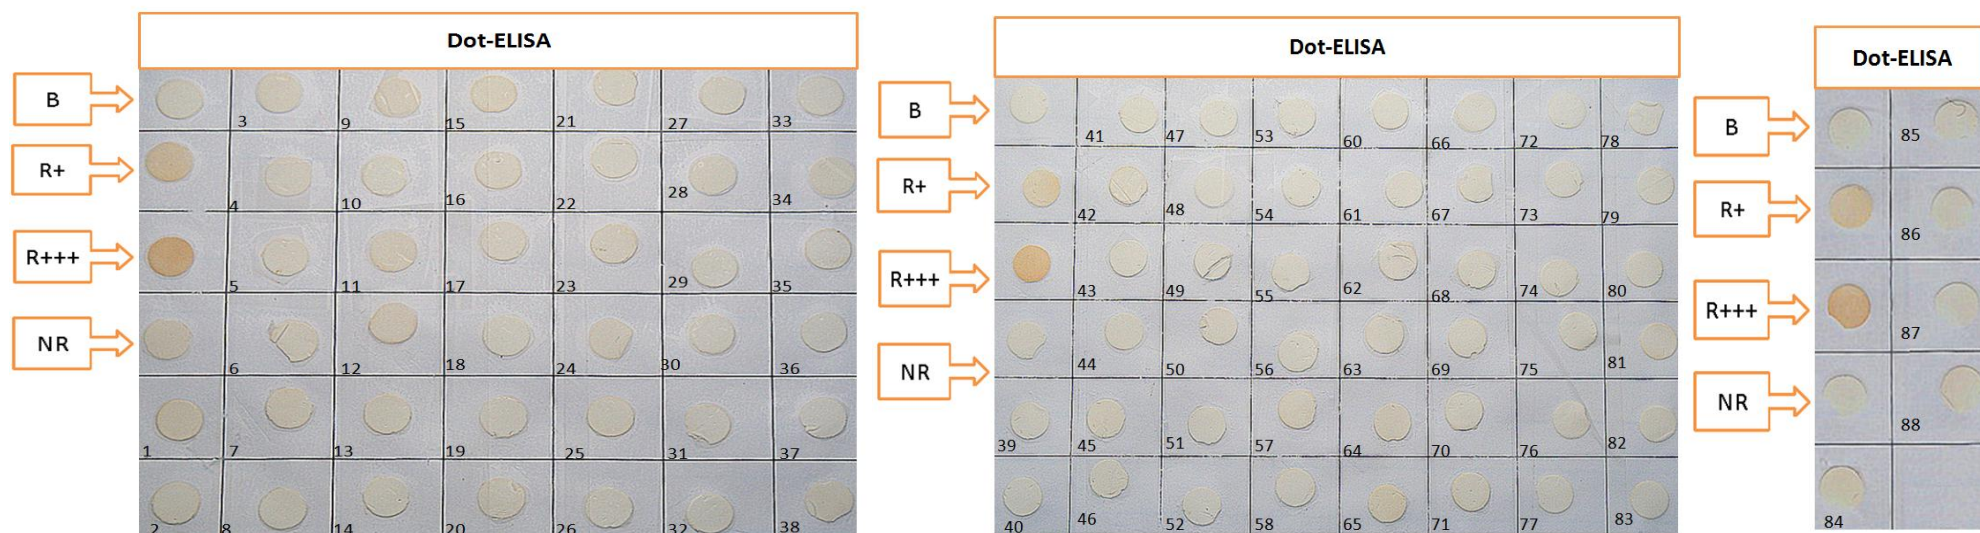 Dot-ELISA
B 3 9 15 21 27 33
R+ 4 10 16 22 28 34
R+++ 5 11 17 23 29 35
NR 6 12 18 24 30 36
1 7 13 19 25 31 37
2 8 14 20 26 32 38
Dot-ELISA
B 41 47 53 60 66 72 78
R+ 42 48 54 61 67 73 79
R+++ 43 49 55 62 68 74 80
NR 44 50 56 63 69 75 81
39 45 51 57 64 70 76 82
40 46 52 58 65 71 77 83
Dot-ELISA
B 85
R+ 86
R+++ 87
NR 88
84